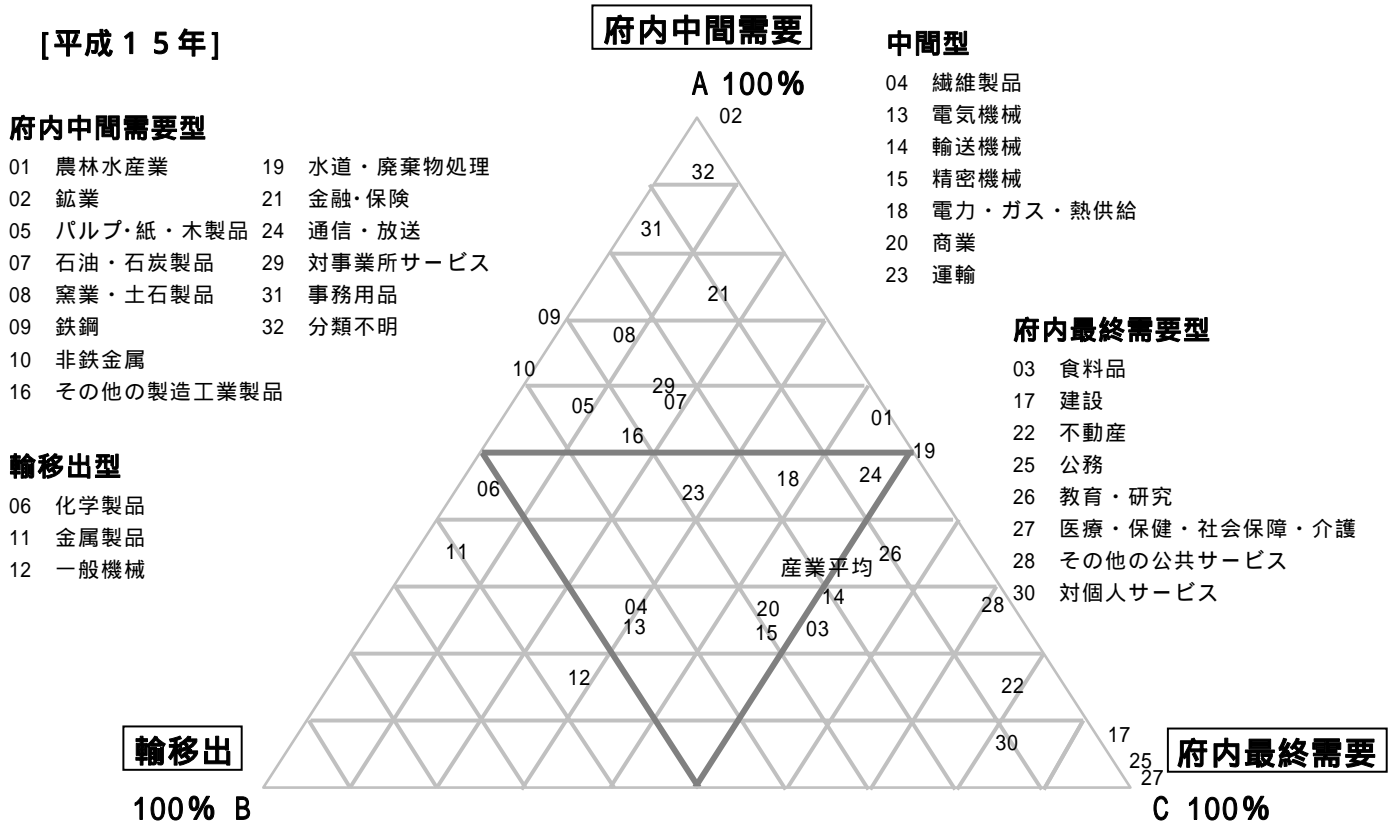 [平成15年]
府内中間需要
A 100%
府内中間需要型
01 農林水産業 19 水道・廃棄物処理
02 鉱業 21 金融・保険
05 パルプ・紙・木製品 24 通信・放送
07 石油・石炭製品 29 対事業所サービス
08 窯業・土石製品 31 事務用品
09 鉄鋼 32 分類不明
10 非鉄金属
16 その他の製造工業製品
輸移出型
06 化学製品
11 金属製品
12 一般機械
中間型
04 繊維製品
13 電気機械
14 輸送機械
15 精密機械
18 電力・ガス・熱供給
20 商業
23 運輸
府内最終需要型
03 食料品
17 建設
22 不動産
25 公務
26 教育・研究
27 医療・保健・社会保障・介護
28 その他の公共サービス
30 対個人サービス
02
32
31
21
09
08
10
29
05
07
01
16
19
06
23
18
24
11
26
産業平均
14
04
20
28
13
15
03
12
22
30
17
25
27
輸移出
100% B
府内最終需要
C 100%